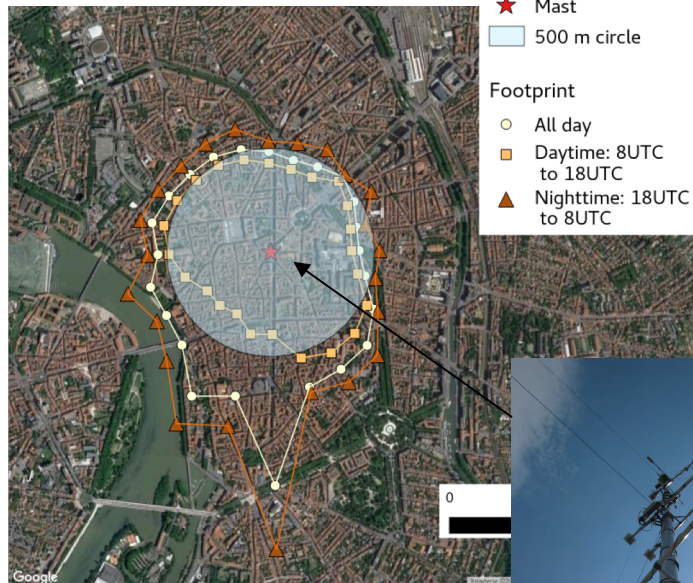 Mast
500 m circle
Footprint
All day
Daytime: 8UTC
to 18UTC
Nighttime: 18UTC
to 8UTC
0
Google